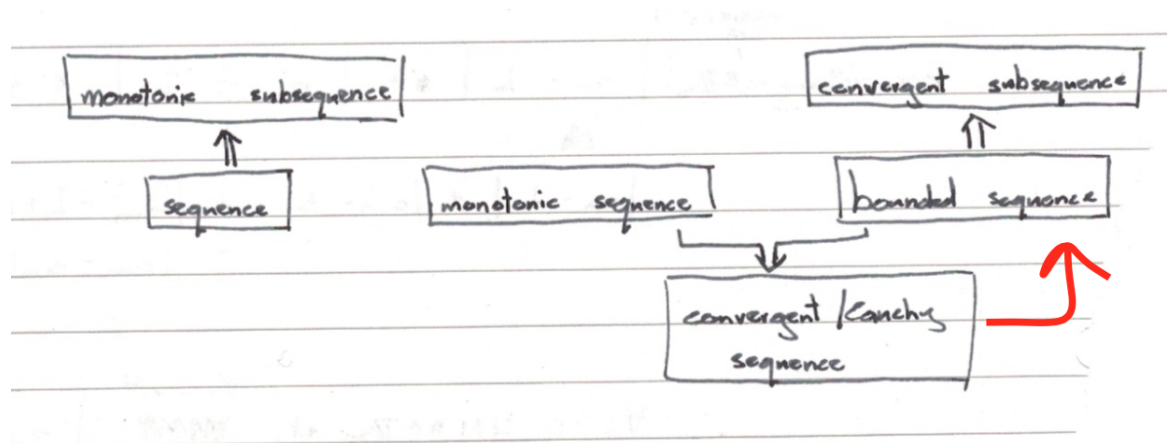 monotonic subsequence
convergent subsequence
sequence
monotonic sequence
bounded sequence
convergent / Cauchy
sequence